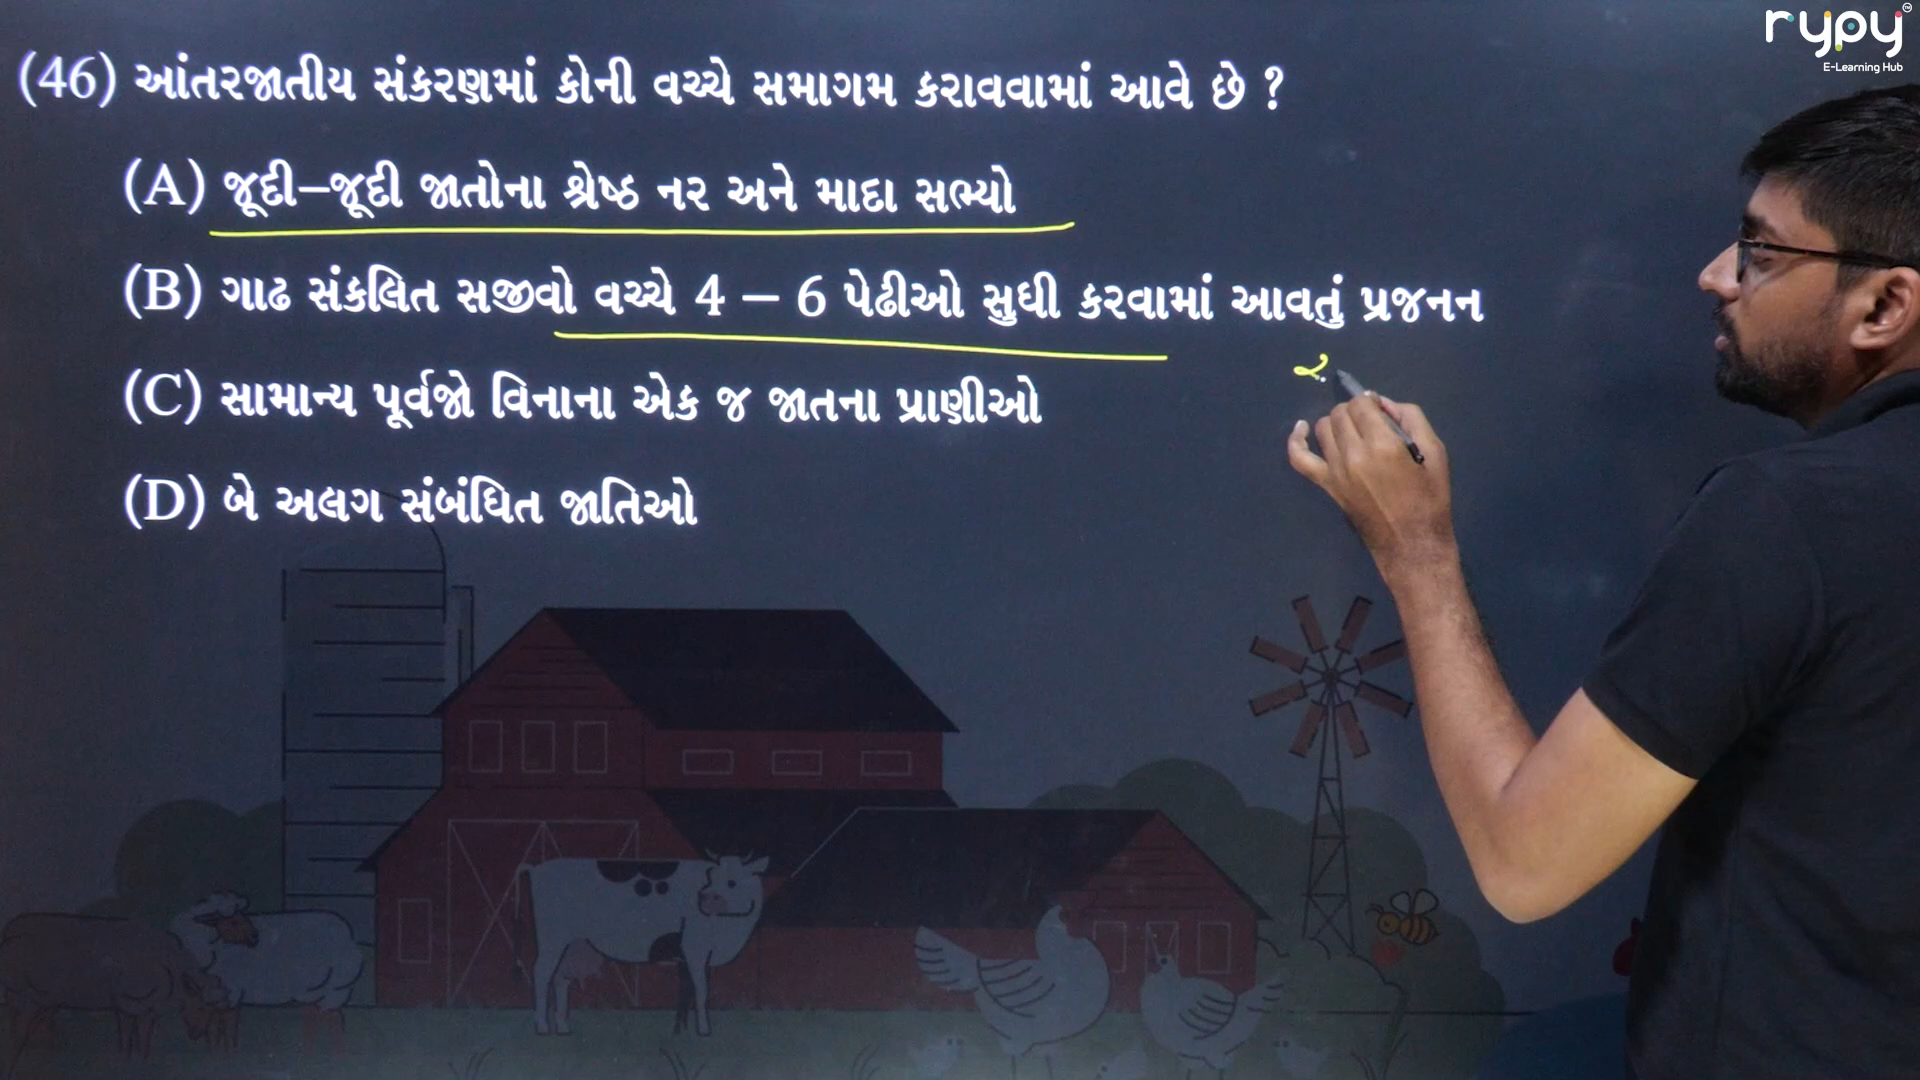 rypy
TM
E-Learning Hub
(46) આંતરજાતીય સંકરણમાં કોની વચ્ચે સમાગમ કરાવવામાં આવે છે ?
(A) જૂદી–જૂદી જાતોના શ્રેષ્ઠ નર અને માદા સભ્યો
(B) ગાઢ સંકલિત સજીવો વચ્ચે 4 – 6 પેઢીઓ સુધી કરવામાં આવતું પ્રજનન
(C) સામાન્ય પૂર્વજો વિનાના એક જ જાતના પ્રાણીઓ
(D) બે અલગ સંબંધિત જાતિઓ